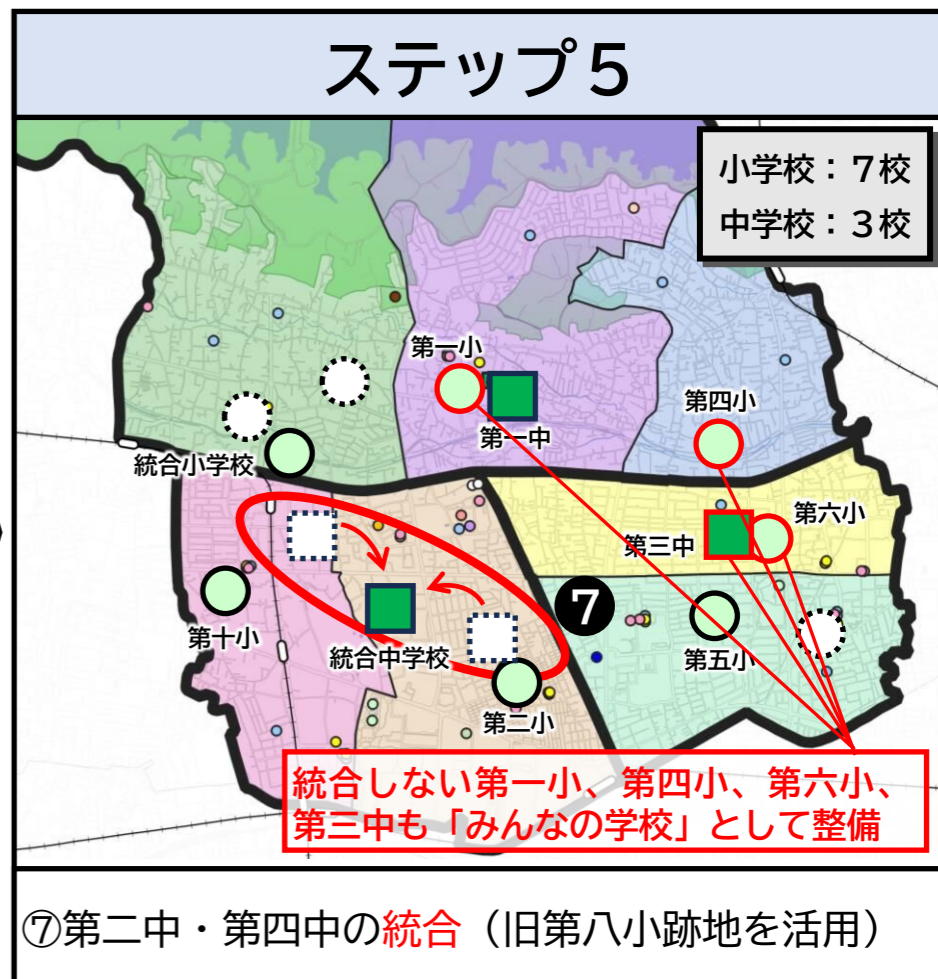 ステップ5
小学校：7校
中学校：3校
第一小
第一中
第四小
統合小学校
第六小
第三中
7
第十小
統合中学校
第五小
第二小
統合しない第一小、第四小、第六小、
第三中も「みんなの学校」として整備
⑦第二中・第四中の統合（旧第八小跡地を活用）